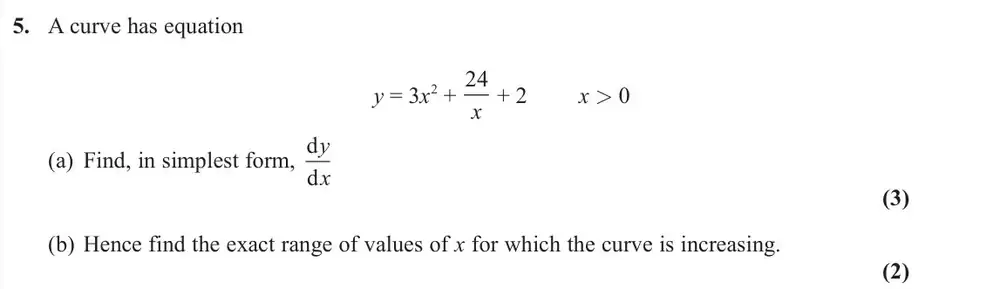 5. A curve has equation
y = 3x² + 24/x + 2 x > 0
(a) Find, in simplest form, dy/dx
(3)
(b) Hence find the exact range of values of x for which the curve is increasing.
(2)